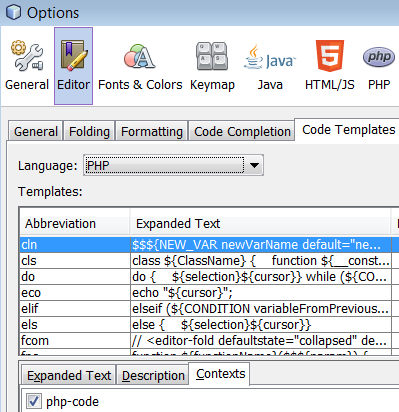 Options
General Editor Fonts & Colors Keymap Java HTML/JS PHP
General Folding Formatting Code Completion Code Templates
Language: PHP
Templates:
Abbreviation Expanded Text
cln $$${NEW_VAR newVarName default="ne...
cls class ${ClassName} { function ${__const...
do do { ${selection}${cursor}} while (${CO...
eco echo "${cursor}";
elif elseif (${CONDITION variableFromPrevious...
els else { ${selection}${cursor}}
fcom // <editor-fold defaultstate="collapsed" de...
Expanded Text Description Contexts
php-code